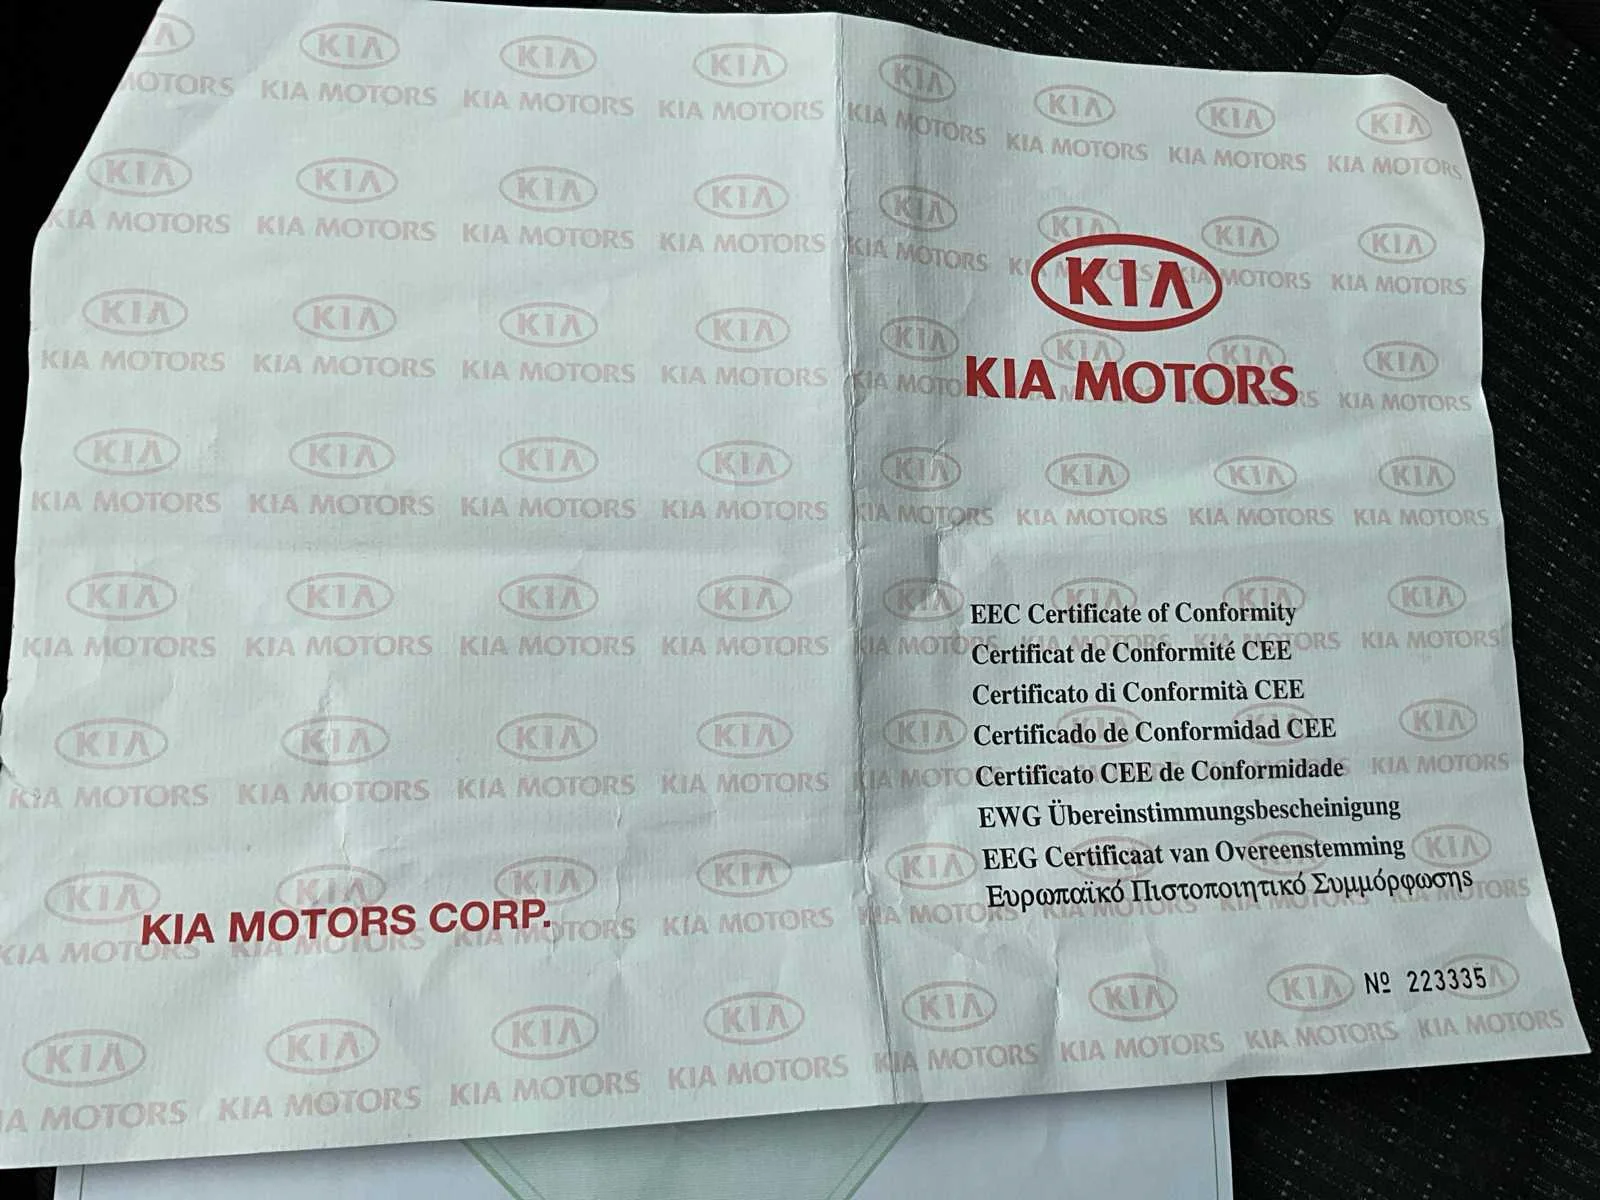 KIA
KIA MOTORS
EEC Certificate of Conformity
Certificat de Conformité CEE
Certificato di Conformità CEE
Certificado de Conformidad CEE
Certificato CEE de Conformidade
EWG Übereinstimmungsbescheinigung
EEG Certificaat van Overeenstemming
Ευρωπαϊκό Πιστοποιητικό Συμμόρφωσης
KIA MOTORS CORP.
Nº 223335